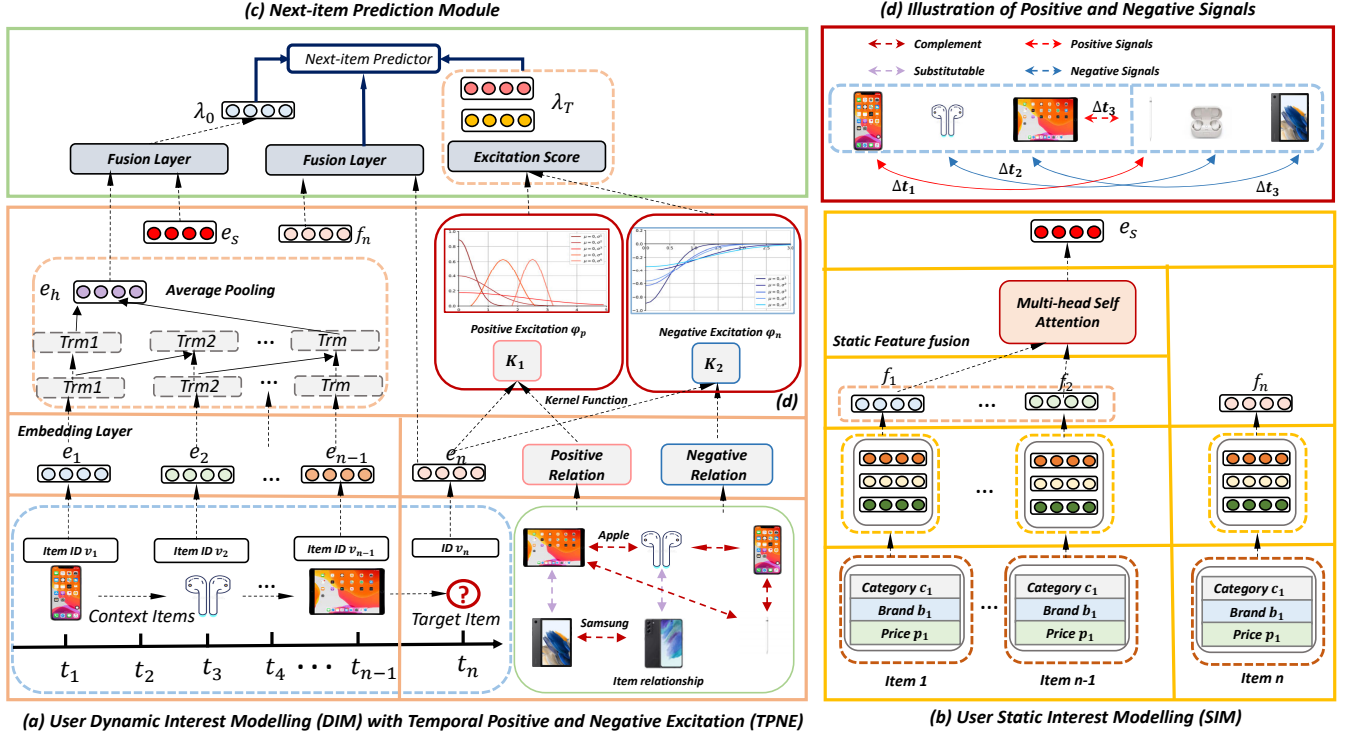 (c) Next-item Prediction Module
Next-item Predictor
λ0
λT
Fusion Layer
Fusion Layer
Excitation Score
es
fn
eh
Average Pooling
Trm1
Trm2
...
Trm
Trm1
Trm2
...
Trm
Positive Excitation φp
Negative Excitation φn
K1
K2
Kernel Function
(d)
Embedding Layer
e1
e2
...
en−1
en
Positive Relation
Negative Relation
Item ID v1
Item ID v2
Item ID vn−1
ID vn
...
?
Context Items
Target Item
t1
t2
t3
t4
...
tn−1
tn
Apple
Samsung
Item relationship
(a) User Dynamic Interest Modelling (DIM) with Temporal Positive and Negative Excitation (TPNE)
(d) Illustration of Positive and Negative Signals
Complement
Positive Signals
Substitutable
Negative Signals
Δt3
Δt1
Δt2
Δt3
es
Multi-head Self
Attention
Static Feature fusion
f1
...
f2
fn
...
Category c1
Brand b1
Price p1
...
Category c1
Brand b1
Price p1
Category c1
Brand b1
Price p1
Item 1
Item n-1
Item n
(b) User Static Interest Modelling (SIM)